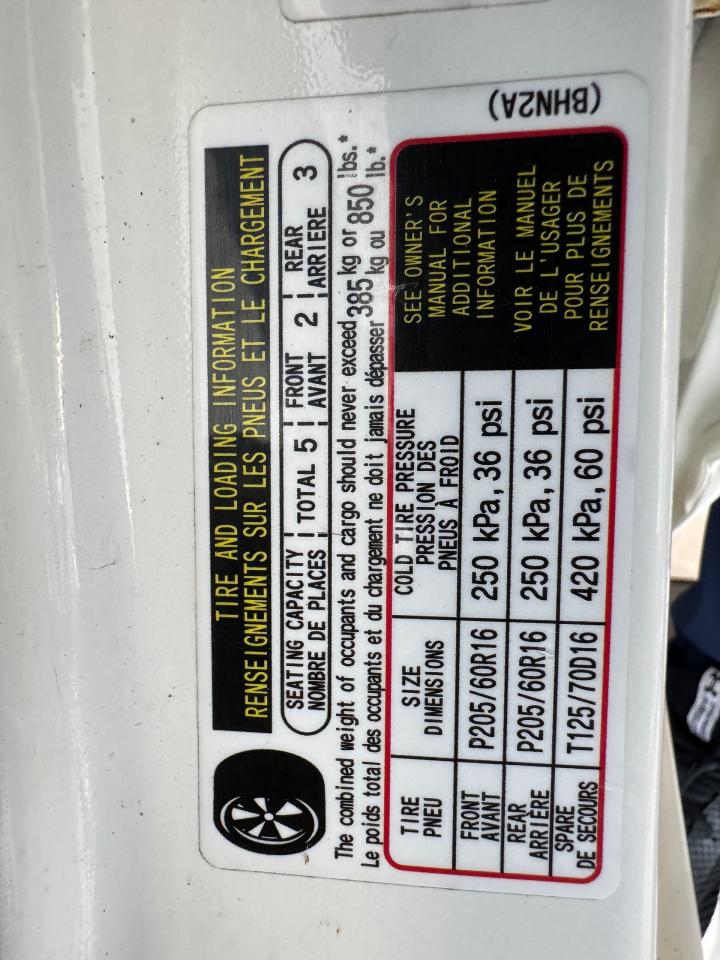 TIRE AND LOADING INFORMATION
RENSEIGNEMENTS SUR LES PNEUS ET LE CHARGEMENT
SEATING CAPACITY TOTAL 5 FRONT 2 REAR 3
NOMBRE DE PLACES AVANT ARRIERE
The combined weight of occupants and cargo should never exceed 385 kg or 850 lbs.*
Le poids total des occupants et du chargement ne doit jamais dépasser 385 kg ou 850 lb.*
TIRE
PNEU
SIZE
DIMENSIONS
COLD TIRE PRESSURE
PRESSION DES
PNEUS À FROID
FRONT
AVANT
P205/60R16
250 kPa, 36 psi
REAR
ARRIERE
P205/60R16
250 kPa, 36 psi
SPARE
DE SECOURS
T125/70D16
420 kPa, 60 psi
SEE OWNER'S
MANUAL FOR
ADDITIONAL
INFORMATION
VOIR LE MANUEL
DE L'USAGER
POUR PLUS DE
RENSEIGNEMENTS
(BHN2A)